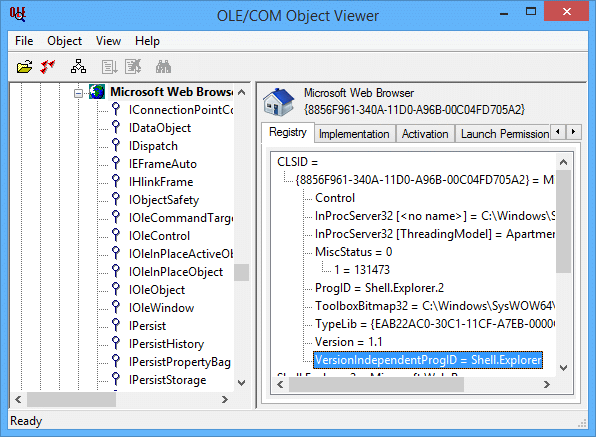 OLE/COM Object Viewer
File Object View Help
Microsoft Web Browse
IConnectionPointCo
IDataObject
IDispatch
IEFrameAuto
IHlinkFrame
IObjectSafety
IOleCommandTarge
IOleControl
IOleInPlaceActiveOb
IOleInPlaceObject
IOleObject
IOleWindow
IPersist
IPersistHistory
IPersistPropertyBag
IPersistStorage
Microsoft Web Browser
{8856F961-340A-11D0-A96B-00C04FD705A2}
Registry Implementation Activation Launch Permission
CLSID =
{8856F961-340A-11D0-A96B-00C04FD705A2} = M
Control
InProcServer32 [<no name>] = C:\Windows\S
InProcServer32 [ThreadingModel] = Apartme
MiscStatus = 0
1 = 131473
ProgID = Shell.Explorer.2
ToolboxBitmap32 = C:\Windows\SysWOW64\
TypeLib = {EAB22AC0-30C1-11CF-A7EB-0000C
Version = 1.1
VersionIndependentProgID = Shell.Explorer
Ready